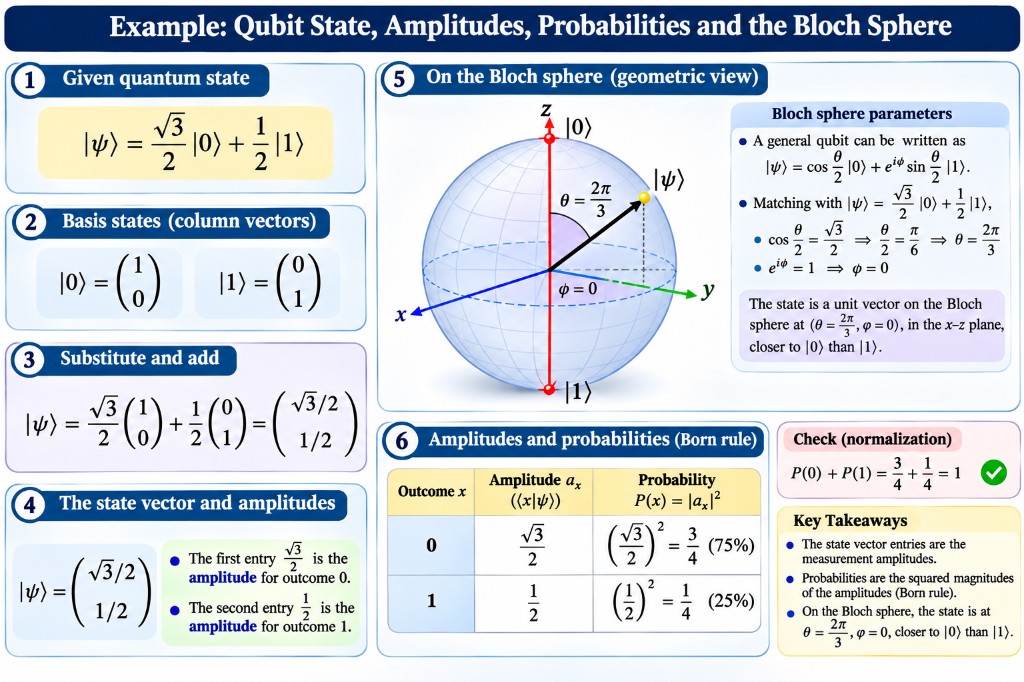 Example: Qubit State, Amplitudes, Probabilities and the Bloch Sphere
1 Given quantum state
|ψ⟩ = √3/2 |0⟩ + 1/2 |1⟩
2 Basis states (column vectors)
|0⟩ = (1 0) |1⟩ = (0 1)
3 Substitute and add
|ψ⟩ = √3/2 (1 0) + 1/2 (0 1) = (√3/2 1/2)
4 The state vector and amplitudes
|ψ⟩ = (√3/2 1/2)
• The first entry √3/2 is the
amplitude for outcome 0.
• The second entry 1/2 is the
amplitude for outcome 1.
5 On the Bloch sphere (geometric view)
z
|0⟩
|ψ⟩
θ = 2π/3
φ = 0
x
y
|1⟩
Bloch sphere parameters
• A general qubit can be written as
|ψ⟩ = cos θ/2 |0⟩ + e^{iϕ} sin θ/2 |1⟩.
• Matching with |ψ⟩ = √3/2 |0⟩ + 1/2 |1⟩,
• cos θ/2 = √3/2 ⟹ θ/2 = π/6 ⟹ θ = 2π/3
• e^{iϕ} = 1 ⟹ ϕ = 0
The state is a unit vector on the Bloch
sphere at (θ = 2π/3, φ = 0), in the x–z plane,
closer to |0⟩ than |1⟩.
6 Amplitudes and probabilities (Born rule)
Outcome x
Amplitude aₓ
(⟨x|ψ⟩)
Probability
P(x) = |aₓ|²
0 √3/2 (√3/2)² = 3/4 (75%)
1 1/2 (1/2)² = 1/4 (25%)
Check (normalization)
P(0) + P(1) = 3/4 + 1/4 = 1
Key Takeaways
• The state vector entries are the
measurement amplitudes.
• Probabilities are the squared magnitudes
of the amplitudes (Born rule).
• On the Bloch sphere, the state is at
θ = 2π/3, φ = 0, closer to |0⟩ than |1⟩.